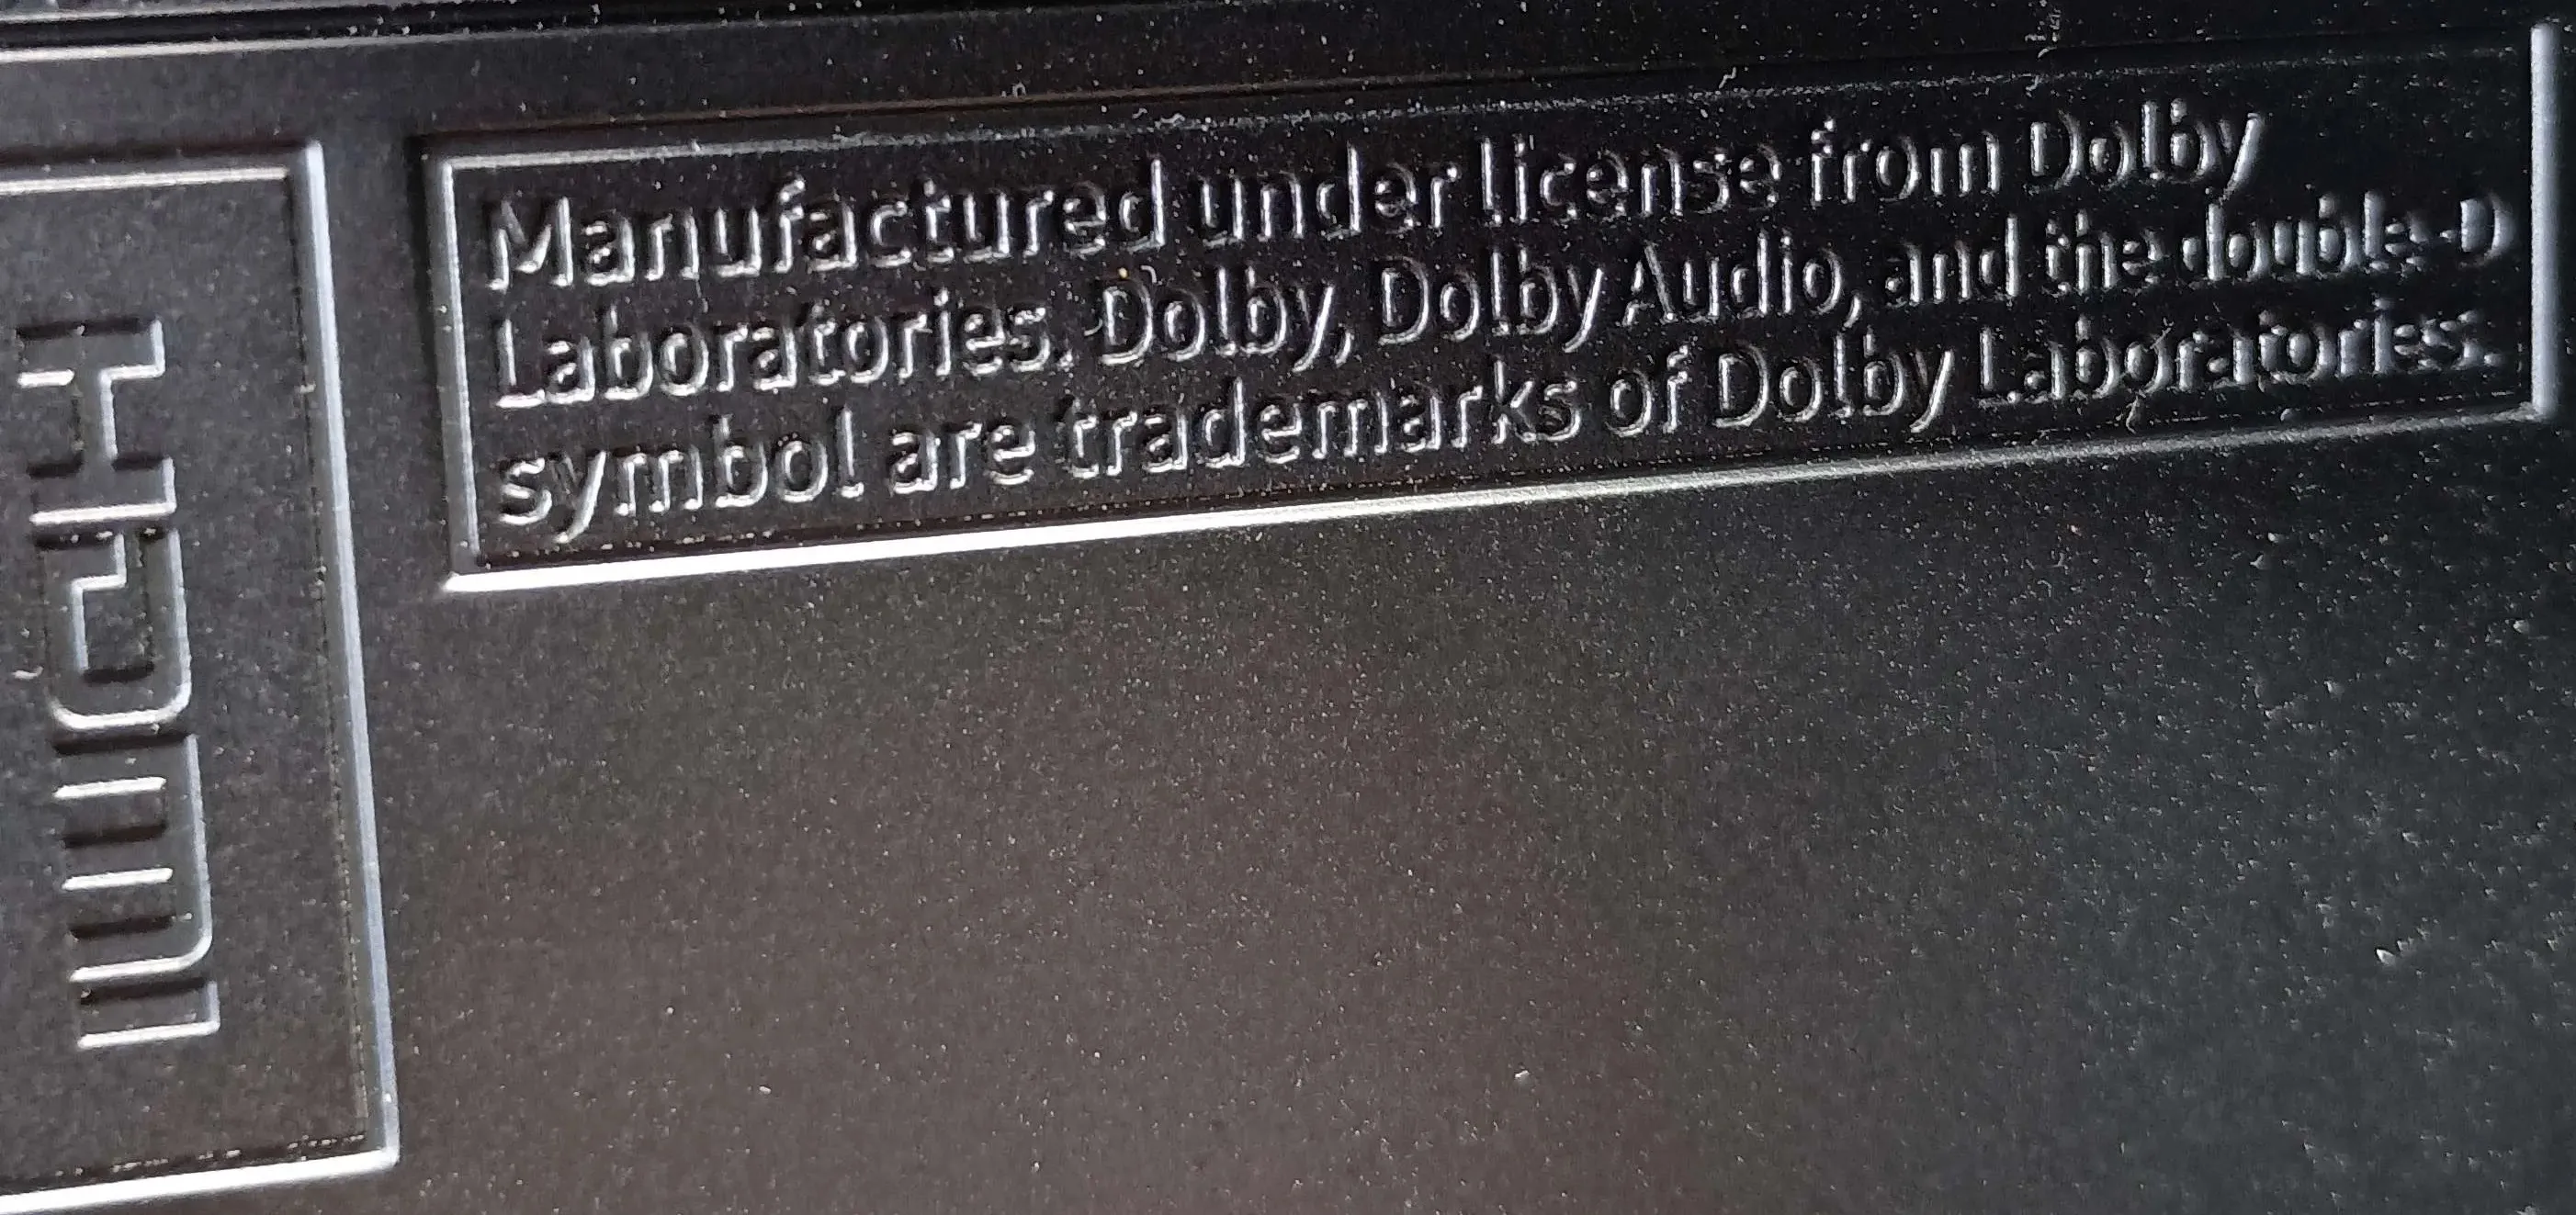 Manufactured under license from Dolby
Laboratories. Dolby, Dolby Audio, and the double-D
symbol are trademarks of Dolby Laboratories.
HDMI